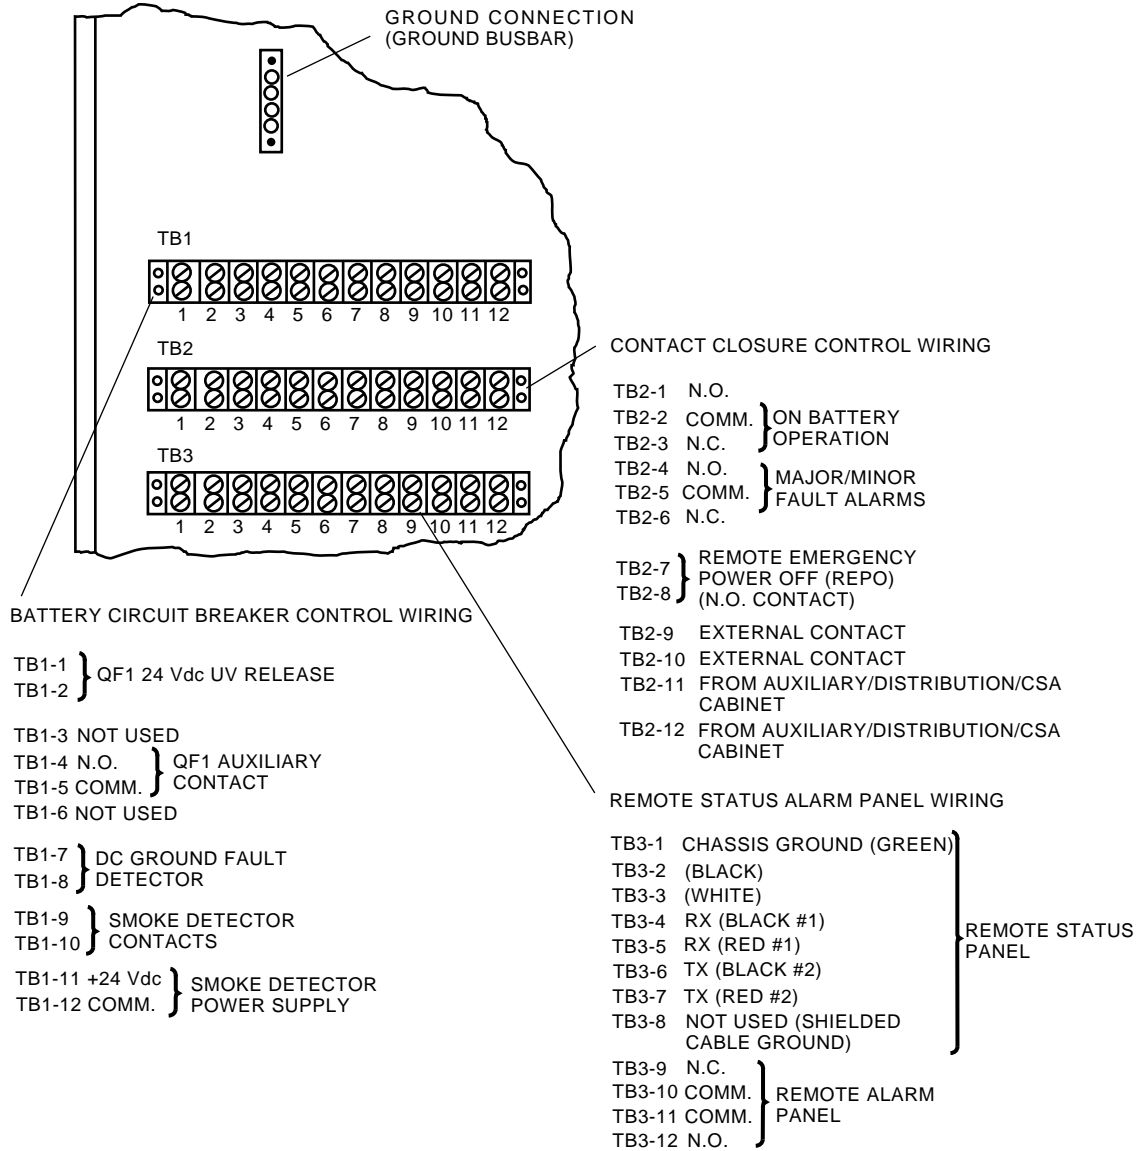 GROUND CONNECTION
(GROUND BUSBAR)
TB1
1 2 3 4 5 6 7 8 9 10 11 12
TB2
1 2 3 4 5 6 7 8 9 10 11 12
TB3
1 2 3 4 5 6 7 8 9 10 11 12
CONTACT CLOSURE CONTROL WIRING
TB2-1 N.O.
TB2-2 COMM.
TB2-3 N.C.
ON BATTERY
OPERATION
TB2-4 N.O.
TB2-5 COMM.
TB2-6 N.C.
MAJOR/MINOR
FAULT ALARMS
TB2-7
TB2-8
REMOTE EMERGENCY
POWER OFF (REPO)
(N.O. CONTACT)
TB2-9 EXTERNAL CONTACT
TB2-10 EXTERNAL CONTACT
TB2-11 FROM AUXILIARY/DISTRIBUTION/CSA
CABINET
TB2-12 FROM AUXILIARY/DISTRIBUTION/CSA
CABINET
BATTERY CIRCUIT BREAKER CONTROL WIRING
TB1-1
TB1-2
QF1 24 Vdc UV RELEASE
TB1-3 NOT USED
TB1-4 N.O.
TB1-5 COMM.
QF1 AUXILIARY
CONTACT
TB1-6 NOT USED
TB1-7
TB1-8
DC GROUND FAULT
DETECTOR
TB1-9
TB1-10
SMOKE DETECTOR
CONTACTS
TB1-11 +24 Vdc
TB1-12 COMM.
SMOKE DETECTOR
POWER SUPPLY
REMOTE STATUS ALARM PANEL WIRING
TB3-1 CHASSIS GROUND (GREEN)
TB3-2 (BLACK)
TB3-3 (WHITE)
TB3-4 RX (BLACK #1)
TB3-5 RX (RED #1)
TB3-6 TX (BLACK #2)
TB3-7 TX (RED #2)
TB3-8 NOT USED (SHIELDED
CABLE GROUND)
REMOTE STATUS
PANEL
TB3-9 N.C.
TB3-10 COMM.
TB3-11 COMM.
TB3-12 N.O.
REMOTE ALARM
PANEL